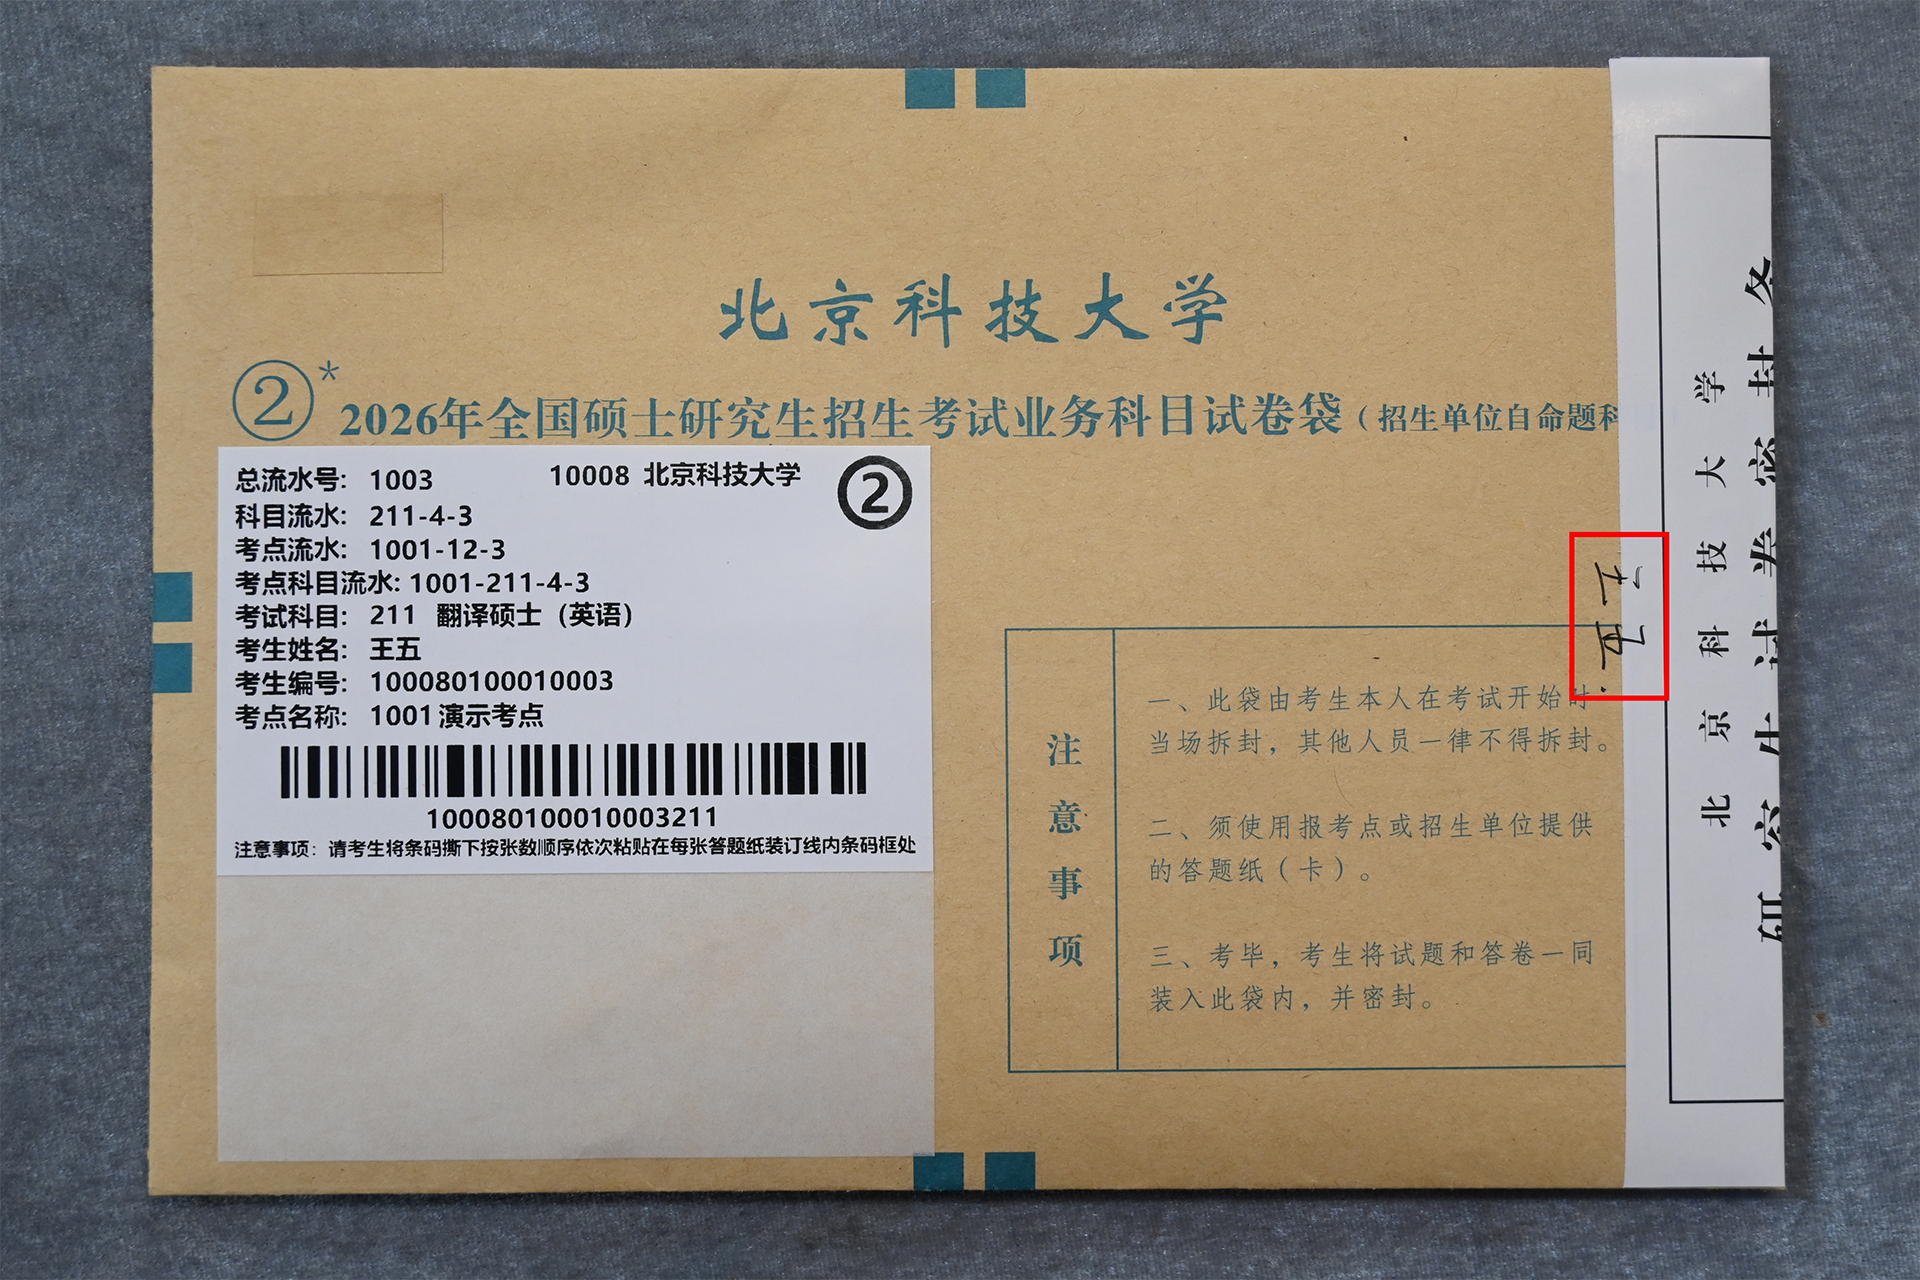 北京科技大学
②*
2026年全国硕士研究生招生考试业务科目试卷袋（招生单位自命题科
总流水号: 1003 10008 北京科技大学 ②
科目流水: 211-4-3
考点流水: 1001-12-3
考点科目流水: 1001-211-4-3
考试科目: 211 翻译硕士（英语）
考生姓名: 王五
考生编号: 100080100010003
考点名称: 1001 演示考点
100080100010003211
注意事项：请考生将条码撕下按张数顺序依次粘贴在每张答题纸装订线内条码框处
注意事项
一、此袋由考生本人在考试开始时
当场拆封，其他人员一律不得拆封。
二、须使用报考点或招生单位提供
的答题纸（卡）。
三、考毕，考生将试题和答卷一同
装入此袋内，并密封。
王五
北京科技大学
研究生试卷密封条